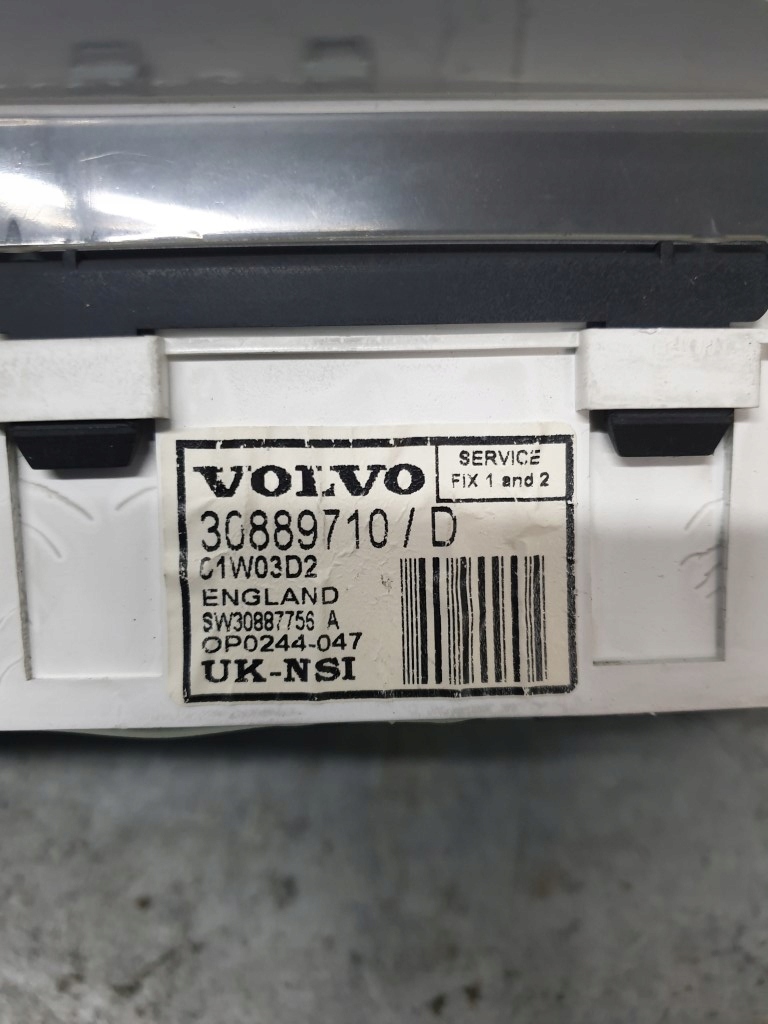 VOLVO
SERVICE
FIX 1 and 2
30889710 / D
01W03D2
ENGLAND
SW30887756 A
OP0244-047
UK-NSI